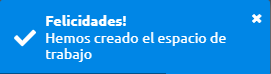 Felicidades!
Hemos creado el espacio de
trabajo